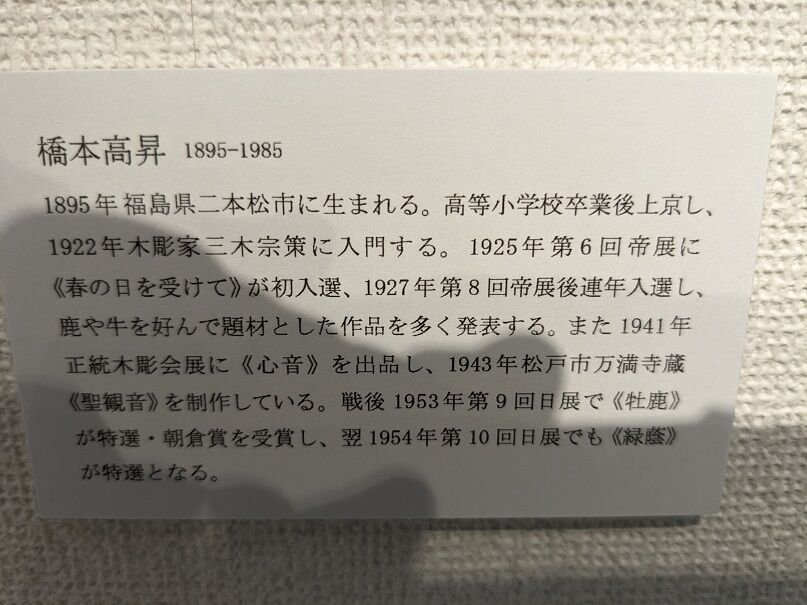 橋本高昇 1895-1985
1895年福島県二本松市に生まれる。高等小学校卒業後上京し、
1922年木彫家三木宗策に入門する。1925年第6回帝展に
《春の日を受けて》が初入選、1927年第8回帝展後連年入選し、
鹿や牛を好んで題材とした作品を多く発表する。また1941年
正統木彫会展に《心音》を出品し、1943年松戸市万満寺蔵
《聖観音》を制作している。戦後1953年第9回日展で《牡鹿》
が特選・朝倉賞を受賞し、翌1954年第10回日展でも《緑蔭》
が特選となる。